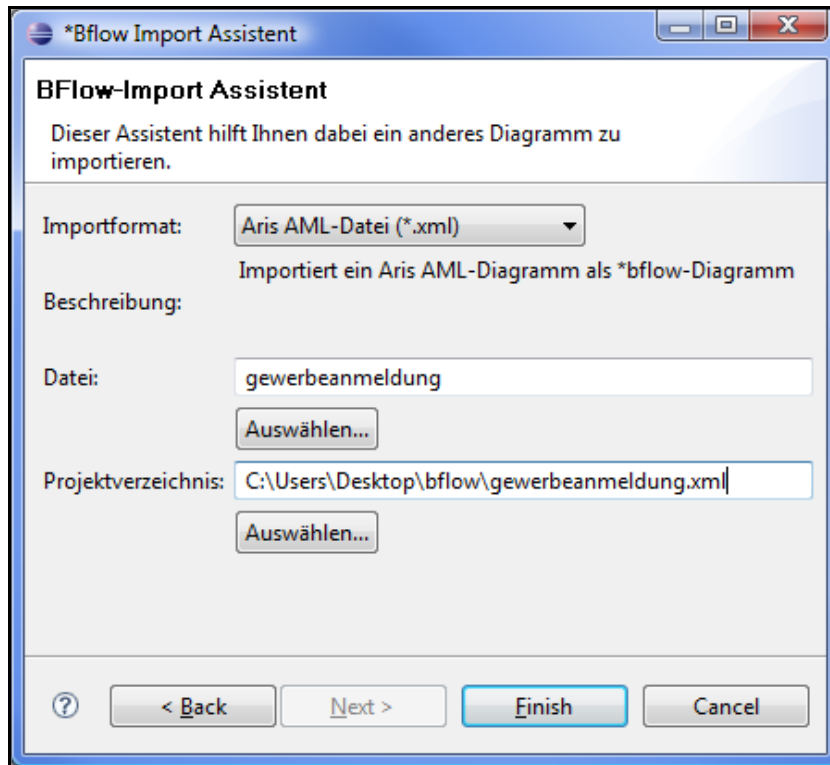 *Bflow Import Assistent
BFlow-Import Assistent
Dieser Assistent hilft Ihnen dabei ein anderes Diagramm zu
importieren.
Importformat: Aris AML-Datei (*.xml)
Importiert ein Aris AML-Diagramm als *bflow-Diagramm
Beschreibung:
Datei: gewerbeanmeldung
Auswählen...
Projektverzeichnis: C:\Users\Desktop\bflow\gewerbeanmeldung.xml
Auswählen...
? < Back Next > Finish Cancel